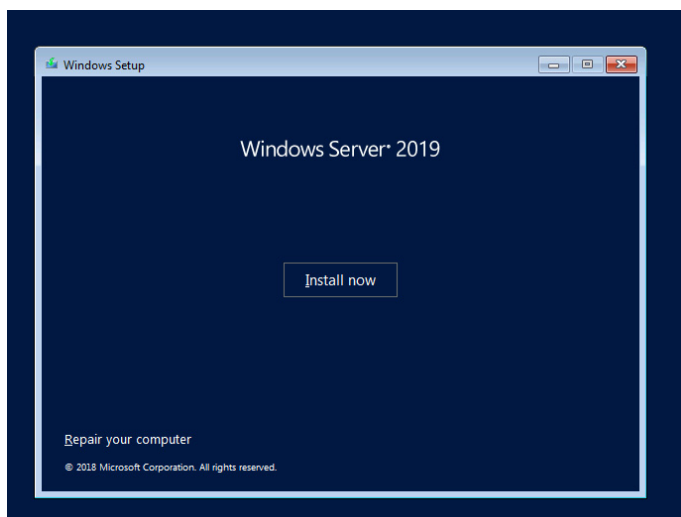 Windows Setup
Windows Server® 2019
Install now
Repair your computer
© 2018 Microsoft Corporation. All rights reserved.